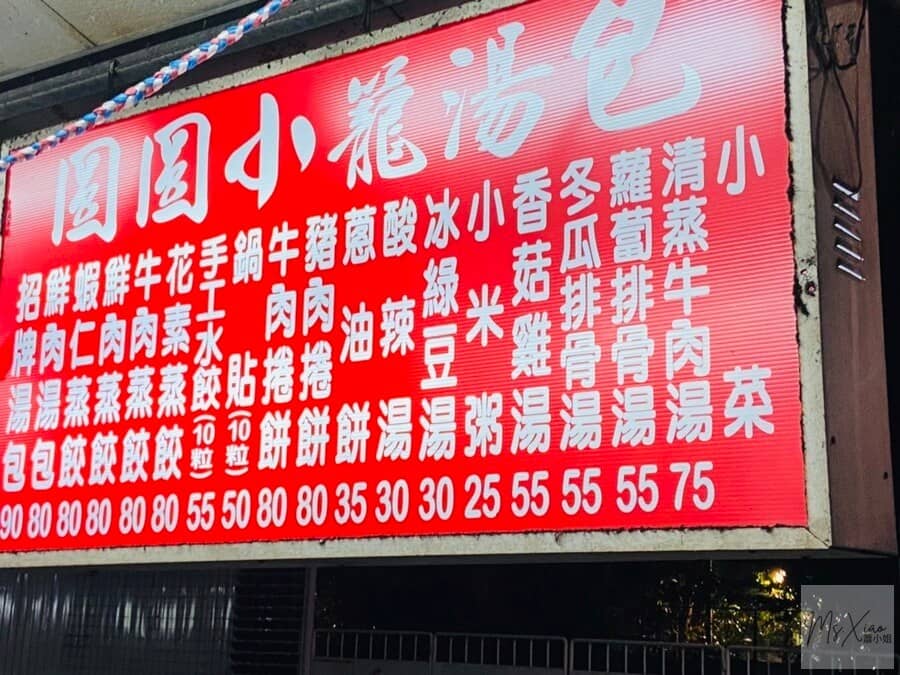 圓圓小籠湯包
招牌湯包 90
鮮肉湯包 80
蝦仁蒸餃 80
鮮肉蒸餃 80
牛肉蒸餃 80
花素蒸餃 80
手工水餃(10粒) 55
鍋貼(10粒) 50
牛肉捲餅 80
豬肉捲餅 80
蔥油餅 35
酸辣湯 30
冰綠豆湯 30
小米粥 25
香菇雞湯 55
冬瓜排骨湯 55
蘿蔔排骨湯 55
清蒸牛肉湯 75
小菜
Ms.Xiao
蕭小姐